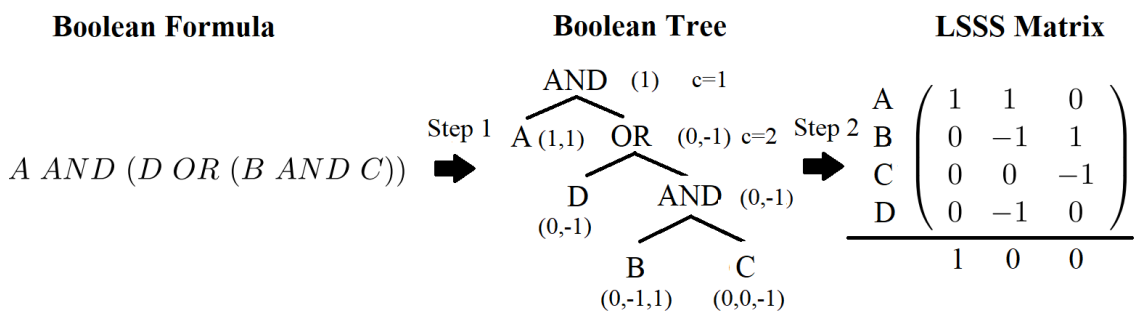 Boolean Formula
A AND (D OR (B AND C))
Step 1
Boolean Tree
AND (1) c=1
A (1,1) OR (0,-1) c=2
D AND (0,-1)
(0,-1)
B C
(0,-1,1) (0,0,-1)
Step 2
LSSS Matrix
A 1 1 0
B 0 −1 1
C 0 0 −1
D 0 −1 0
1 0 0